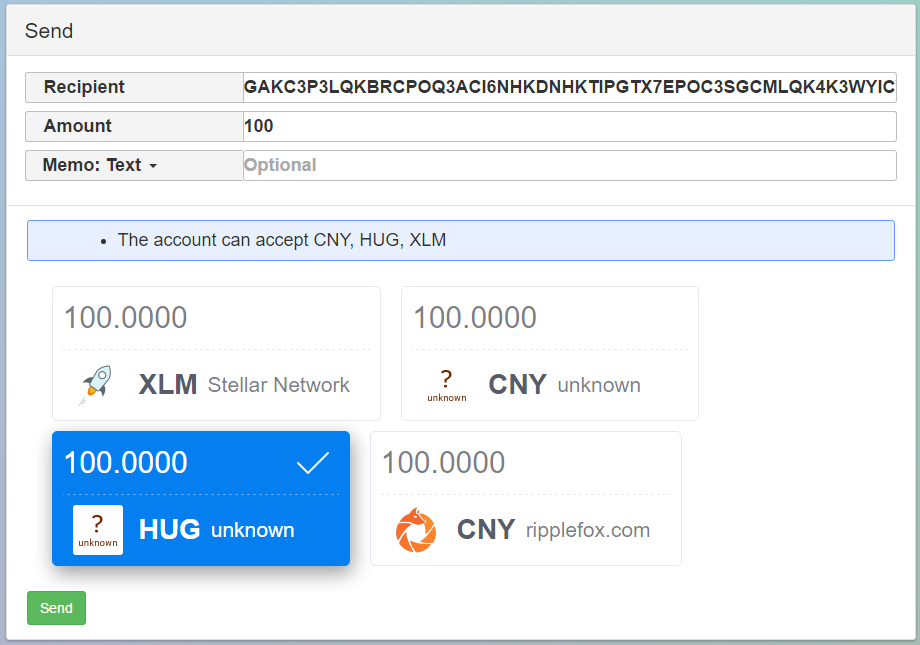 Send
Recipient GAKC3P3LQKBRCPOQ3ACI6NHKDNHKTIPGTX7EPOC3SGCMLQK4K3WYIC
Amount 100
Memo: Text Optional
The account can accept CNY, HUG, XLM
100.0000
XLM Stellar Network
100.0000
? unknown CNY unknown
100.0000
? unknown HUG unknown
100.0000
CNY ripplefox.com
Send